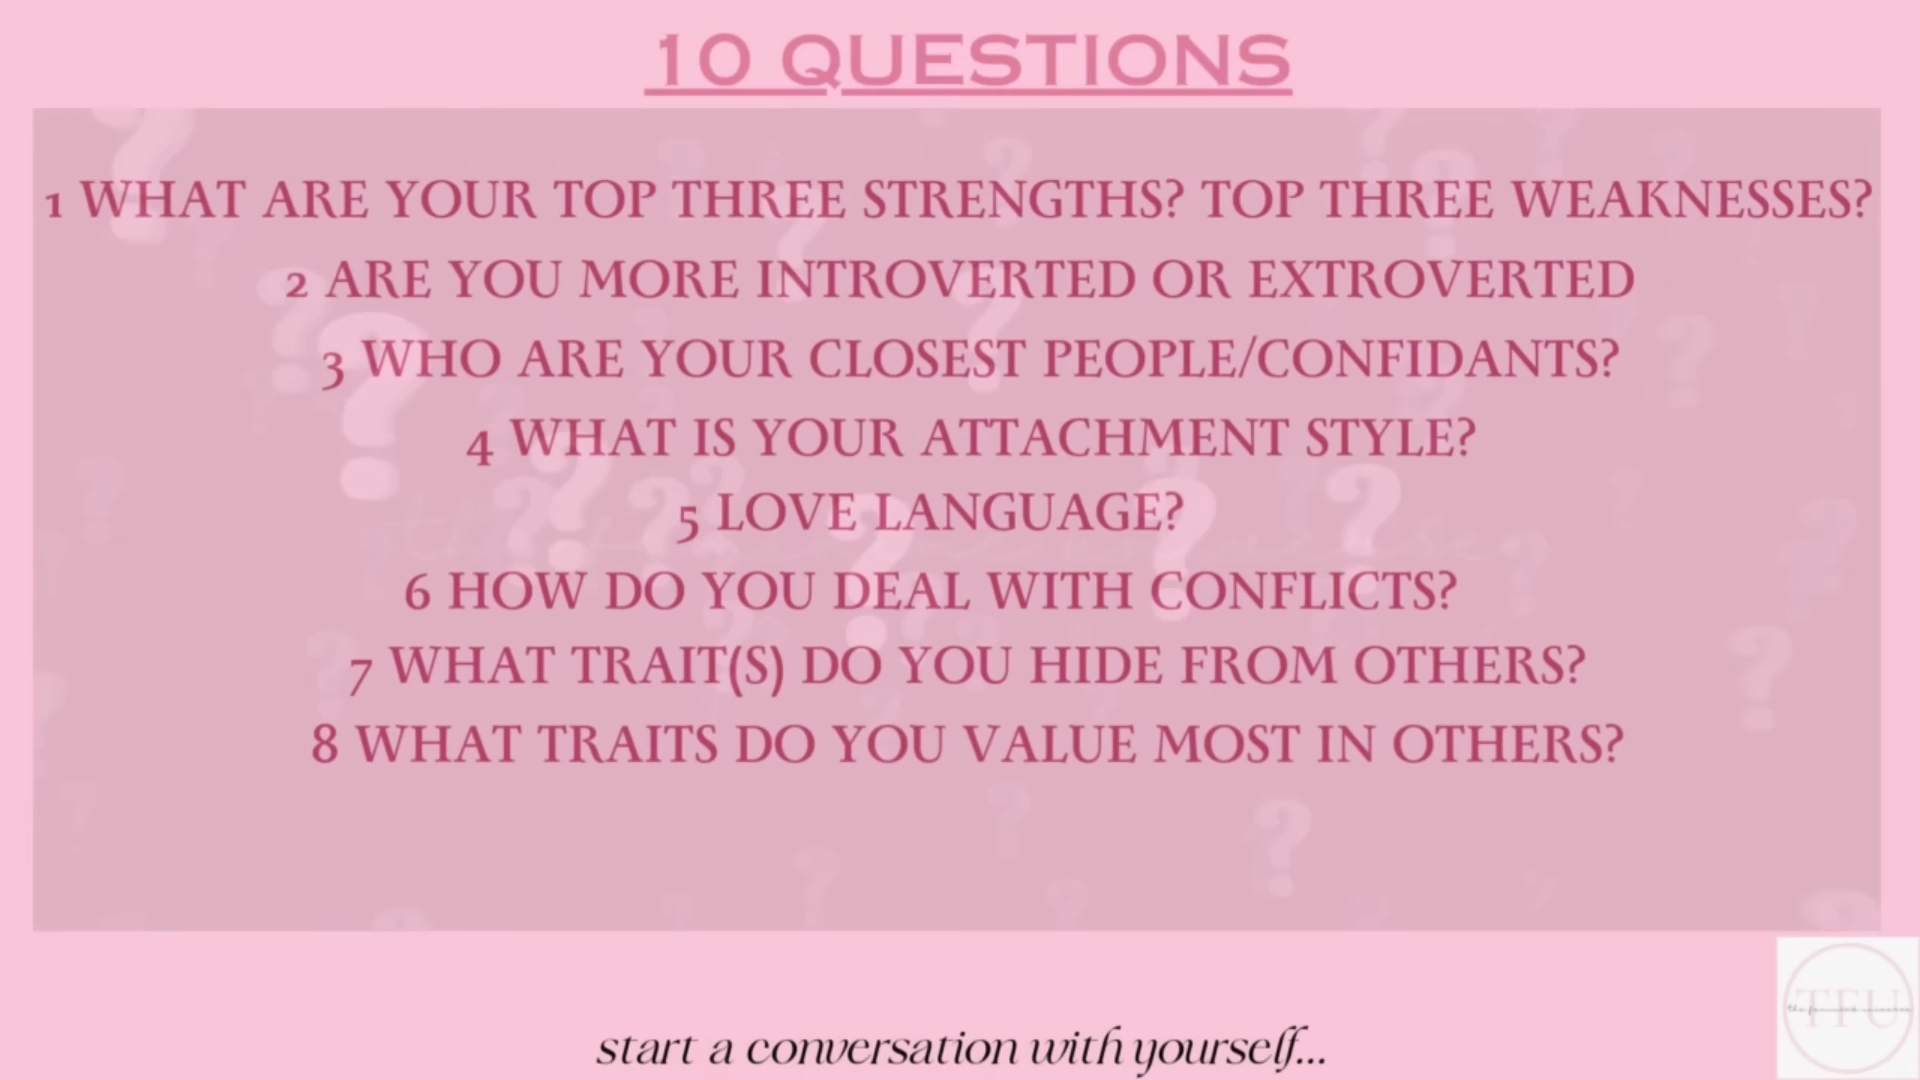 10 QUESTIONS
1 WHAT ARE YOUR TOP THREE STRENGTHS? TOP THREE WEAKNESSES?
2 ARE YOU MORE INTROVERTED OR EXTROVERTED
3 WHO ARE YOUR CLOSEST PEOPLE/CONFIDANTS?
4 WHAT IS YOUR ATTACHMENT STYLE?
5 LOVE LANGUAGE?
6 HOW DO YOU DEAL WITH CONFLICTS?
7 WHAT TRAIT(S) DO YOU HIDE FROM OTHERS?
8 WHAT TRAITS DO YOU VALUE MOST IN OTHERS?
TFU
the feminine universe
start a conversation with yourself...